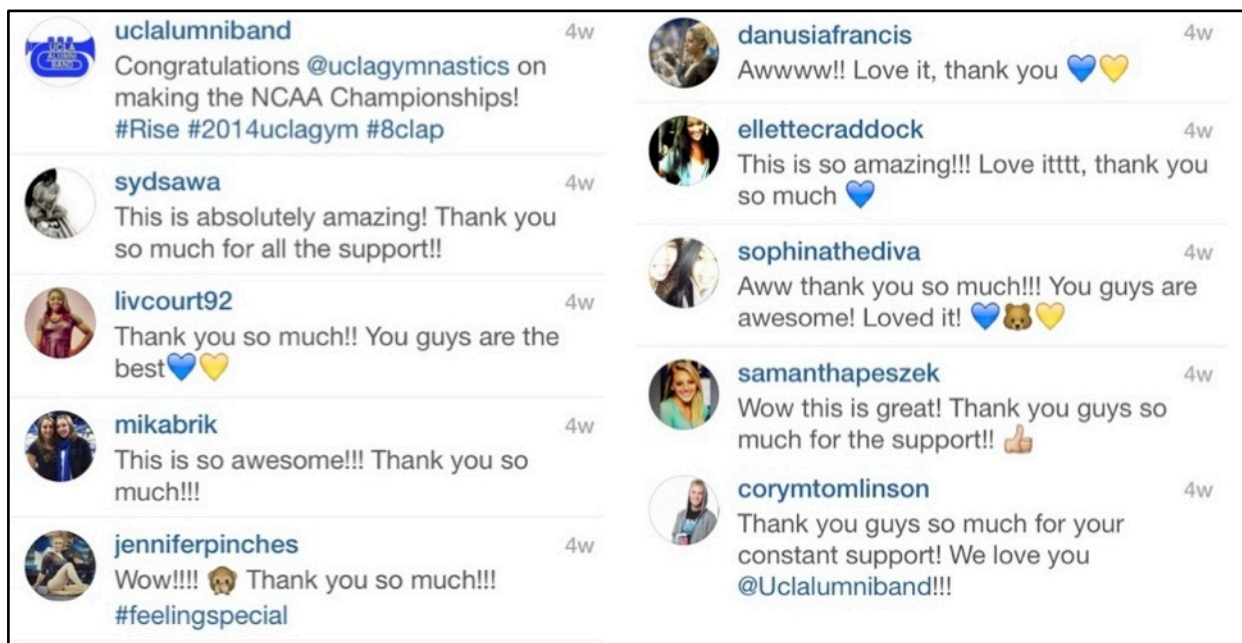 UCLA
ALUMNI
BAND
uclalumniband 4w
Congratulations @uclagymnastics on
making the NCAA Championships!
#Rise #2014uclagym #8clap
sydsawa 4w
This is absolutely amazing! Thank you
so much for all the support!!
livcourt92 4w
Thank you so much!! You guys are the
best💙💛
mikabrik 4w
This is so awesome!!! Thank you so
much!!!
jenniferpinches 4w
Wow!!!! 🙊 Thank you so much!!!
#feelingspecial
danusiafrancis 4w
Awwww!! Love it, thank you 💙💛
ellettecraddock 4w
This is so amazing!!! Love itttt, thank you
so much 💙
sophinathediva 4w
Aww thank you so much!!! You guys are
awesome! Loved it! 💙🐻💛
samanthapeszek 4w
Wow this is great! Thank you guys so
much for the support!! 👍🏼
corymtomlinson 4w
Thank you guys so much for your
constant support! We love you
@Uclalumniband!!!